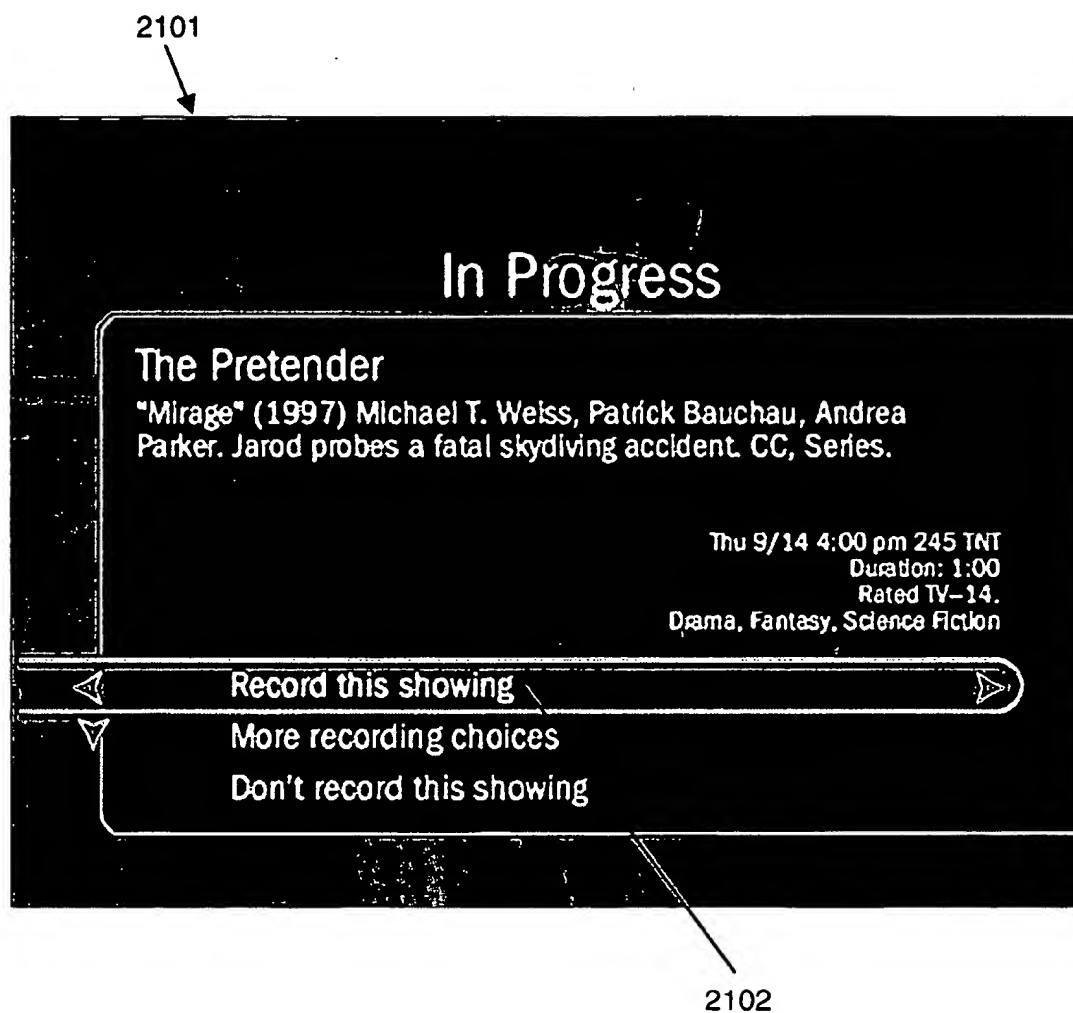 2101
In Progress
The Pretender
"Mirage" (1997) Michael T. Weiss, Patrick Bauchau, Andrea
Parker. Jarod probes a fatal skydiving accident. CC, Series.
Thu 9/14 4:00 pm 245 TNT
Duration: 1:00
Rated TV-14.
Drama, Fantasy, Science Fiction
Record this showing
More recording choices
Don't record this showing
2102